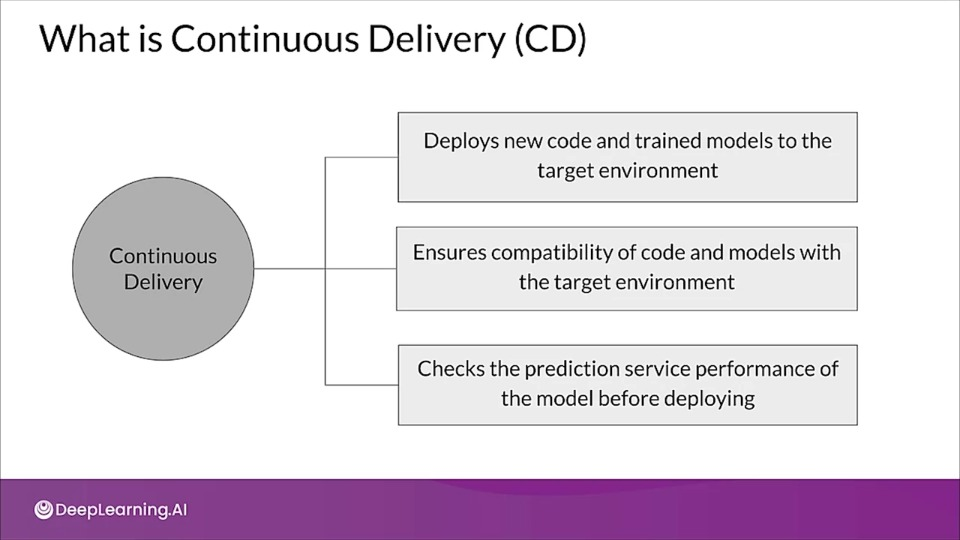 What is Continuous Delivery (CD)
Continuous
Delivery
Deploys new code and trained models to the
target environment
Ensures compatibility of code and models with
the target environment
Checks the prediction service performance of
the model before deploying
DeepLearning.AI